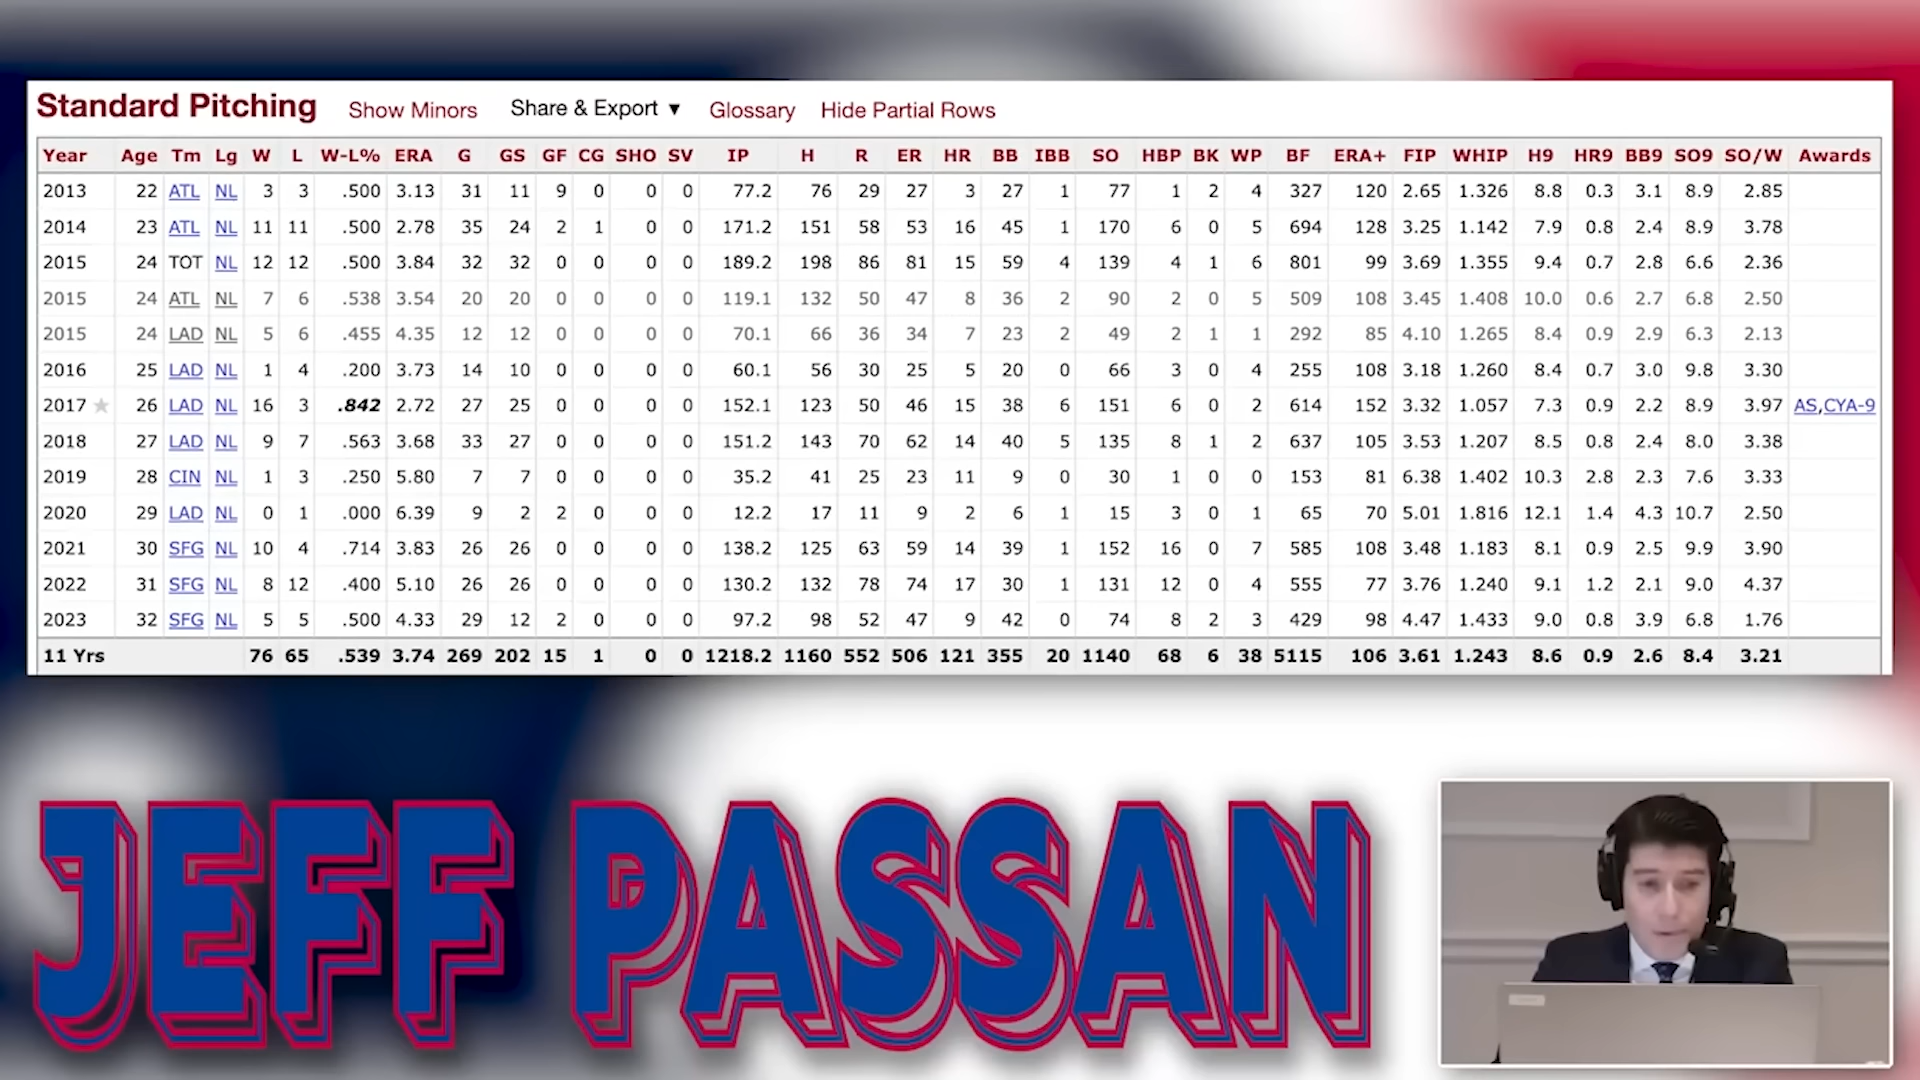 Standard Pitching Show Minors Share & Export ▼ Glossary Hide Partial Rows
Year Age Tm Lg W L W-L% ERA G GS GF CG SHO SV IP H R ER HR BB IBB SO HBP BK WP BF ERA+ FIP WHIP H9 HR9 BB9 SO9 SO/W Awards
2013 22 ATL NL 3 3 .500 3.13 31 11 9 0 0 0 77.2 76 29 27 3 27 1 77 1 2 4 327 120 2.65 1.326 8.8 0.3 3.1 8.9 2.85
2014 23 ATL NL 11 11 .500 2.78 35 24 2 1 0 0 171.2 151 58 53 16 45 1 170 6 0 5 694 128 3.25 1.142 7.9 0.8 2.4 8.9 3.78
2015 24 TOT NL 12 12 .500 3.84 32 32 0 0 0 0 189.2 198 86 81 15 59 4 139 4 1 6 801 99 3.69 1.355 9.4 0.7 2.8 6.6 2.36
2015 24 ATL NL 7 6 .538 3.54 20 20 0 0 0 0 119.1 132 50 47 8 36 2 90 2 0 5 509 108 3.45 1.408 10.0 0.6 2.7 6.8 2.50
2015 24 LAD NL 5 6 .455 4.35 12 12 0 0 0 0 70.1 66 36 34 7 23 2 49 2 1 1 292 85 4.10 1.265 8.4 0.9 2.9 6.3 2.13
2016 25 LAD NL 1 4 .200 3.73 14 10 0 0 0 0 60.1 56 30 25 5 20 0 66 3 0 4 255 108 3.18 1.260 8.4 0.7 3.0 9.8 3.30
2017 ★ 26 LAD NL 16 3 .842 2.72 27 25 0 0 0 0 152.1 123 50 46 15 38 6 151 6 0 2 614 152 3.32 1.057 7.3 0.9 2.2 8.9 3.97 AS,CYA-9
2018 27 LAD NL 9 7 .563 3.68 33 27 0 0 0 0 151.2 143 70 62 14 40 5 135 8 1 2 637 105 3.53 1.207 8.5 0.8 2.4 8.0 3.38
2019 28 CIN NL 1 3 .250 5.80 7 7 0 0 0 0 35.2 41 25 23 11 9 0 30 1 0 0 153 81 6.38 1.402 10.3 2.8 2.3 7.6 3.33
2020 29 LAD NL 0 1 .000 6.39 9 2 2 0 0 0 12.2 17 11 9 2 6 1 15 3 0 1 65 70 5.01 1.816 12.1 1.4 4.3 10.7 2.50
2021 30 SFG NL 10 4 .714 3.83 26 26 0 0 0 0 138.2 125 63 59 14 39 1 152 16 0 7 585 108 3.48 1.183 8.1 0.9 2.5 9.9 3.90
2022 31 SFG NL 8 12 .400 5.10 26 26 0 0 0 0 130.2 132 78 74 17 30 1 131 12 0 4 555 77 3.76 1.240 9.1 1.2 2.1 9.0 4.37
2023 32 SFG NL 5 5 .500 4.33 29 12 2 0 0 0 97.2 98 52 47 9 42 0 74 8 2 3 429 98 4.47 1.433 9.0 0.8 3.9 6.8 1.76
11 Yrs 76 65 .539 3.74 269 202 15 1 0 0 1218.2 1160 552 506 121 355 20 1140 68 6 38 5115 106 3.61 1.243 8.6 0.9 2.6 8.4 3.21
JEFF PASSAN